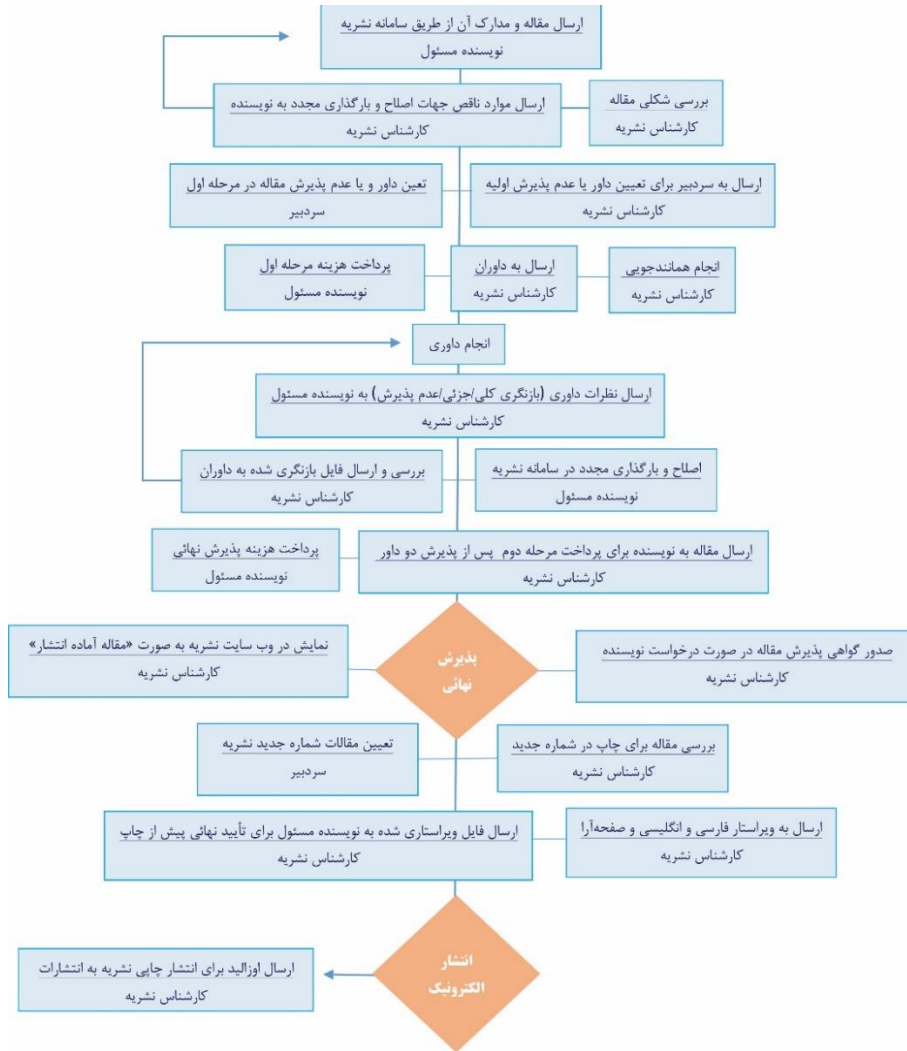 ارسال مقاله و مدارک آن از طریق سامانه نشریه
نویسنده مسئول
بررسی شکلی مقاله
کارشناس نشریه
ارسال موارد ناقص جهات اصلاح و بارگذاری مجدد به نویسنده
کارشناس نشریه
ارسال به سردبیر برای تعیین داور یا عدم پذیرش اولیه
کارشناس نشریه
تعین داور و یا عدم پذیرش مقاله در مرحله اول
سردبیر
انجام همانندجویی
کارشناس نشریه
ارسال به داوران
کارشناس نشریه
پرداخت هزینه مرحله اول
نویسنده مسئول
انجام داوری
ارسال نظرات داوری (بازنگری کلی/جزئی/عدم پذیرش) به نویسنده مسئول
کارشناس نشریه
اصلاح و بارگذاری مجدد در سامانه نشریه
نویسنده مسئول
بررسی و ارسال فایل بازنگری شده به داوران
کارشناس نشریه
ارسال مقاله به نویسنده برای پرداخت مرحله دوم پس از پذیرش دو داور
کارشناس نشریه
پرداخت هزینه پذیرش نهائی
نویسنده مسئول
پذیرش
نهائی
صدور گواهی پذیرش مقاله در صورت درخواست نویسنده
کارشناس نشریه
نمایش در وب سایت نشریه به صورت «مقاله آماده انتشار»
کارشناس نشریه
بررسی مقاله برای چاپ در شماره جدید
کارشناس نشریه
تعیین مقالات شماره جدید نشریه
سردبیر
ارسال به ویراستار فارسی و انگلیسی و صفحه‌آرا
کارشناس نشریه
ارسال فایل ویراستاری شده به نویسنده مسئول برای تأیید نهائی پیش از چاپ
کارشناس نشریه
انتشار
الکترونیک
ارسال اوزالید برای انتشار چاپی نشریه به انتشارات
کارشناس نشریه